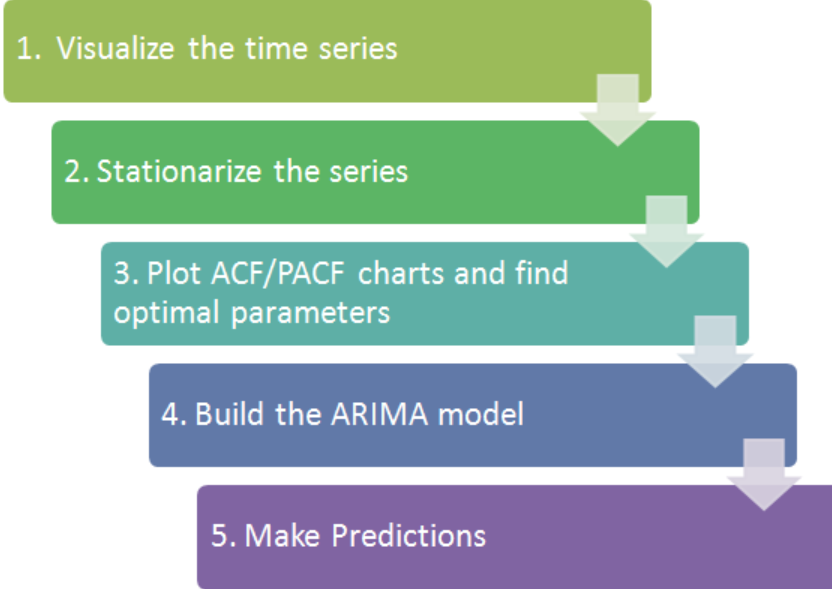 1. Visualize the time series
2. Stationarize the series
3. Plot ACF/PACF charts and find
optimal parameters
4. Build the ARIMA model
5. Make Predictions